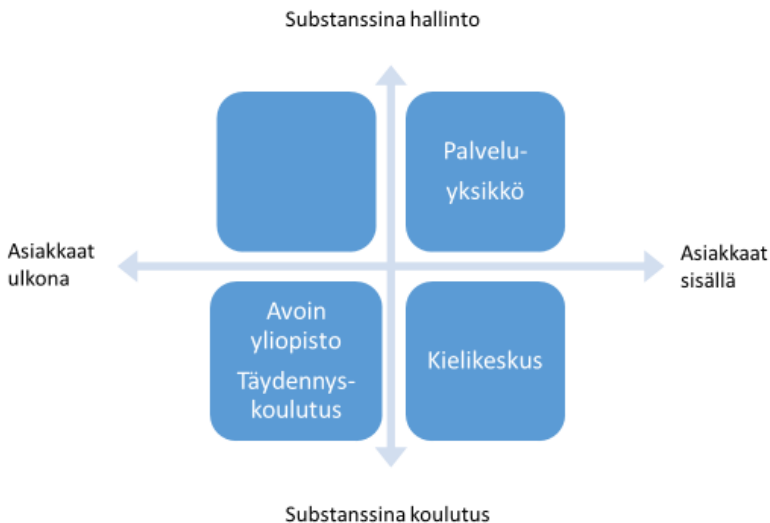 Substanssina hallinto
Palvelu-
yksikkö
Asiakkaat
ulkona
Asiakkaat
sisällä
Avoin
yliopisto
Täydennys-
koulutus
Kielikeskus
Substanssina koulutus